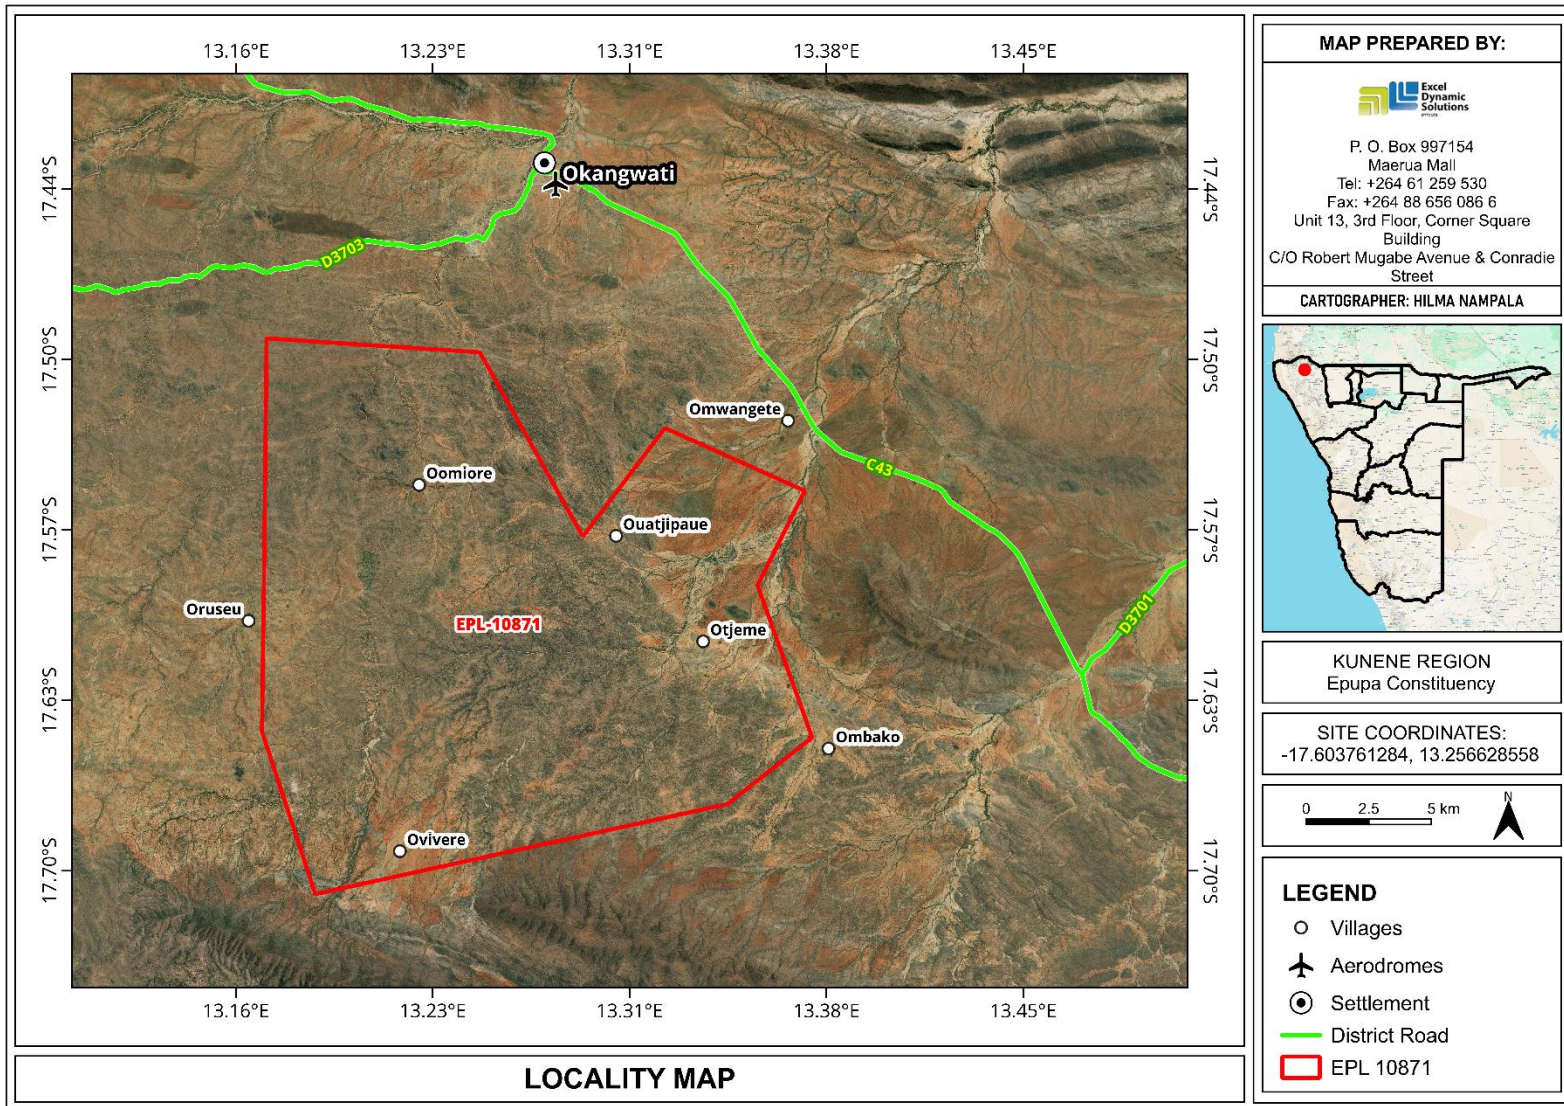 13.16°E
13.23°E
13.31°E
13.38°E
13.45°E
17.44°S
17.44°S
17.50°S
17.50°S
17.57°S
17.57°S
17.63°S
17.63°S
17.70°S
17.70°S
13.16°E
13.23°E
13.31°E
13.38°E
13.45°E
Okangwati
D3703
Omwangete
C43
Oomiore
Ouatjipaue
Oruseu
EPL-10871
Otjeme
D3701
Ombako
Ovivere
LOCALITY MAP
MAP PREPARED BY:
Excel
Dynamic
Solutions
P. O. Box 997154
Maerua Mall
Tel: +264 61 259 530
Fax: +264 88 656 086 6
Unit 13, 3rd Floor, Corner Square
Building
C/O Robert Mugabe Avenue & Conradie
Street
CARTOGRAPHER: HILMA NAMPALA
KUNENE REGION
Epupa Constituency
SITE COORDINATES:
-17.603761284, 13.256628558
0 2.5 5 km
N
LEGEND
Villages
Aerodromes
Settlement
District Road
EPL 10871